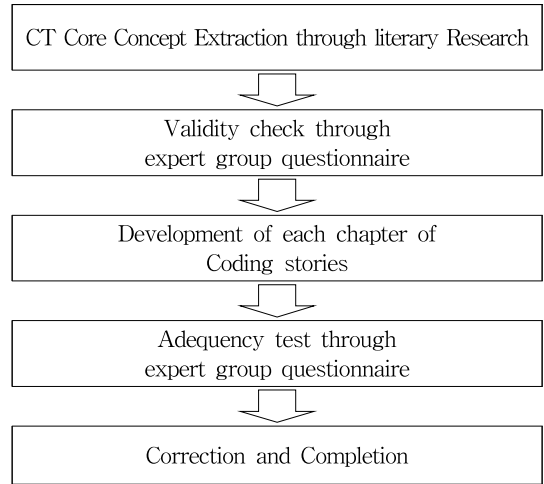 CT Core Concept Extraction through literary Research
Validity check through
expert group questionnaire
Development of each chapter of
Coding stories
Adequency test through
expert group questionnaire
Correction and Completion